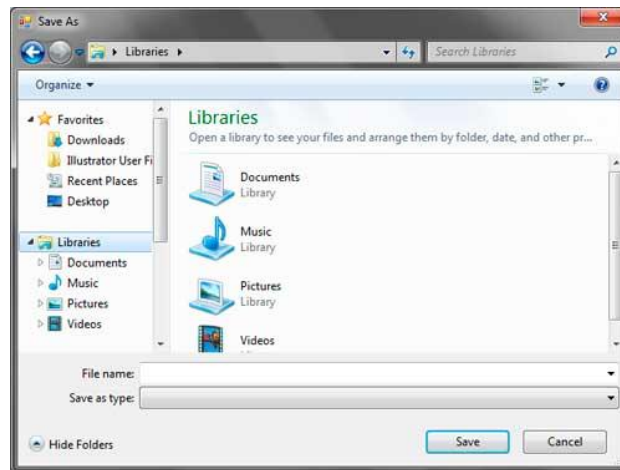 Save As
Libraries
Search Libraries
Organize
Favorites
Downloads
Illustrator User Fi
Recent Places
Desktop
Libraries
Documents
Music
Pictures
Videos
Libraries
Open a library to see your files and arrange them by folder, date, and other pr...
Documents
Library
Music
Library
Pictures
Library
Videos
File name:
Save as type:
Hide Folders
Save
Cancel